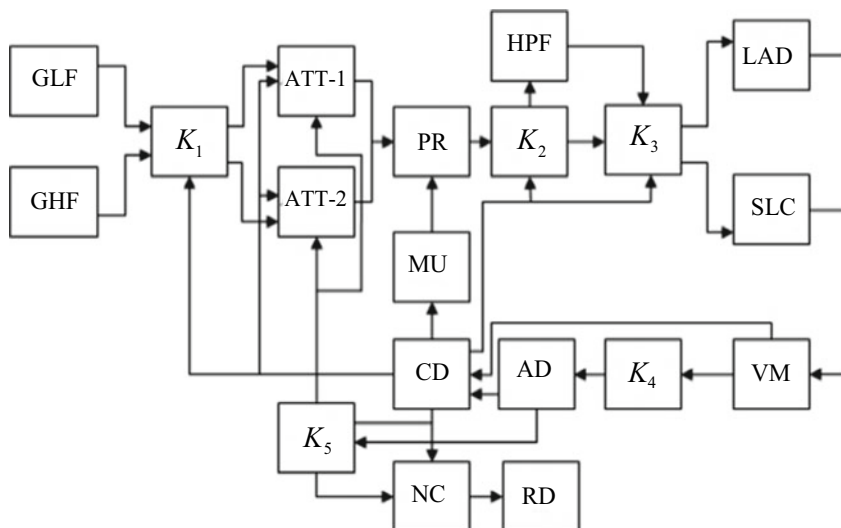 HPF
LAD
GLF
ATT-1
K₁
PR
K₂
K₃
GHF
ATT-2
SLC
MU
CD
AD
K₄
VM
K₅
NC
RD